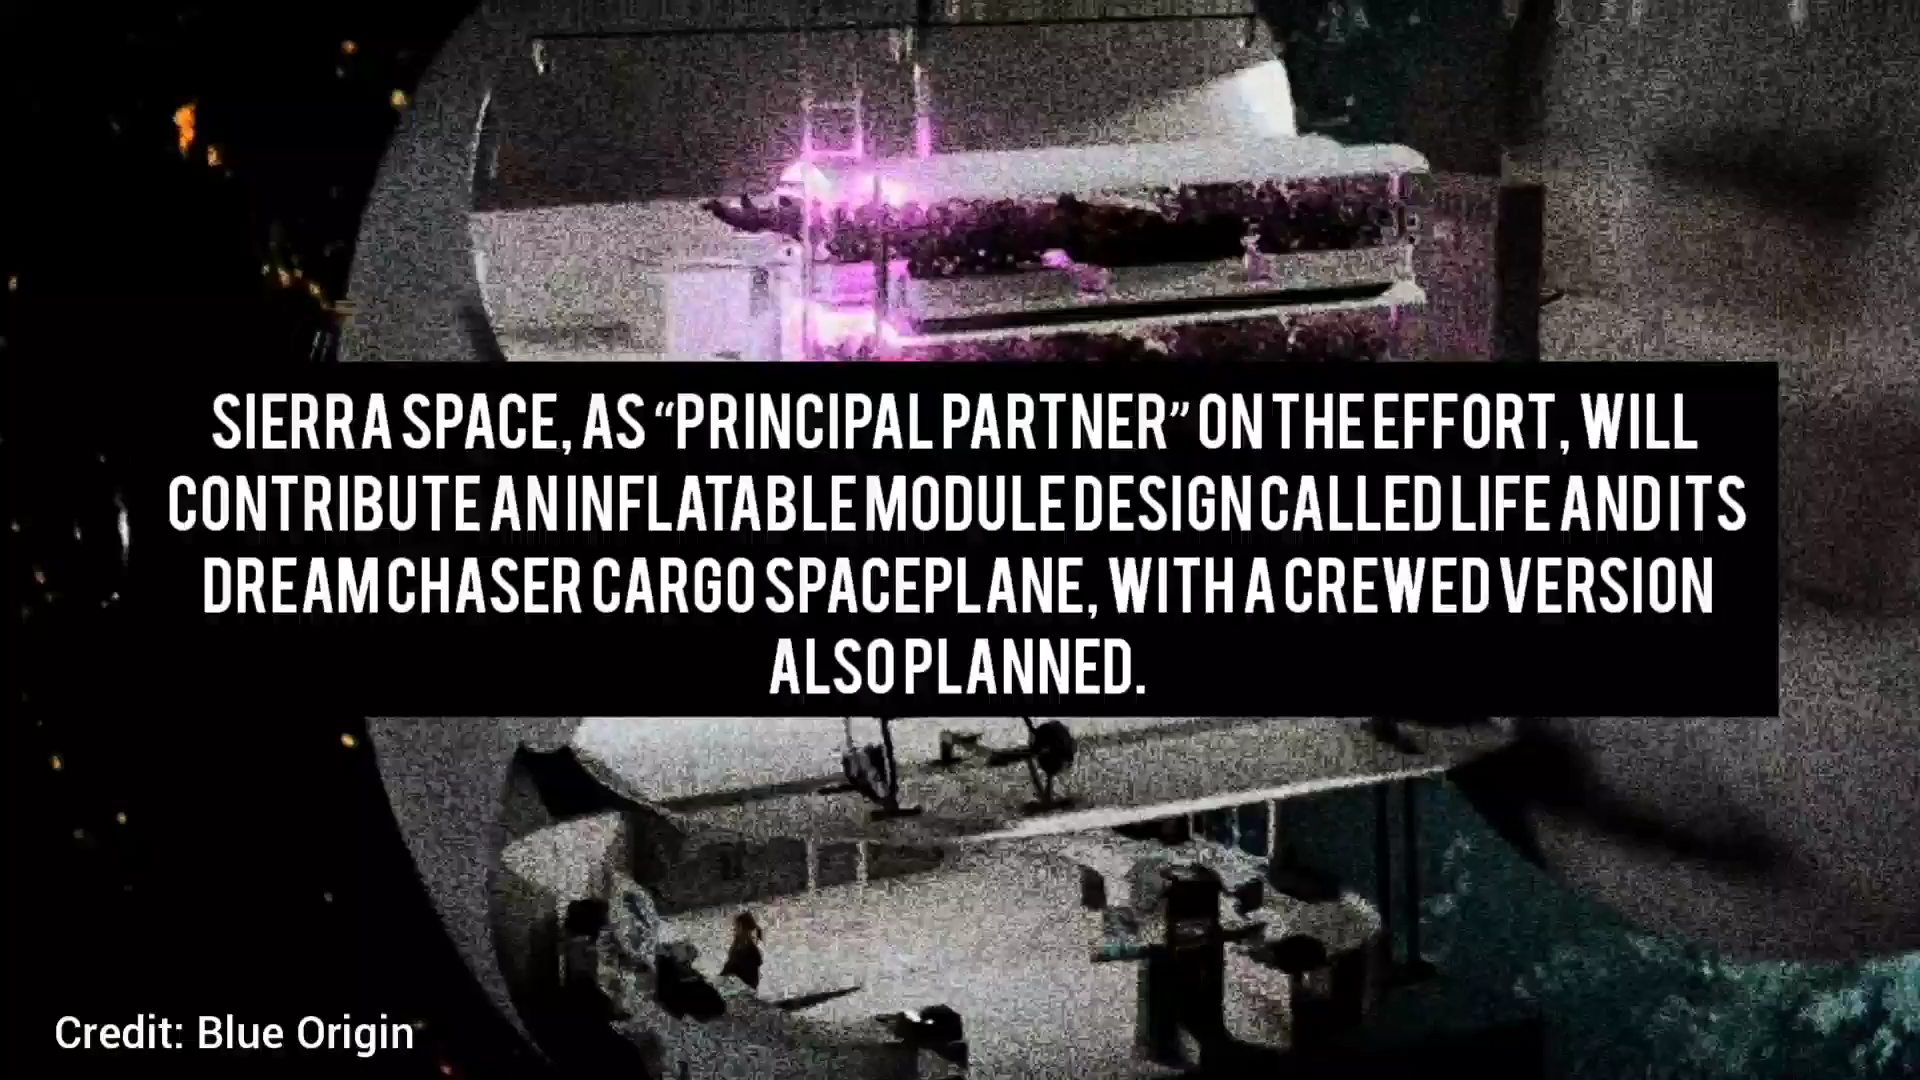 SIERRA SPACE, AS “PRINCIPAL PARTNER” ON THE EFFORT, WILL
CONTRIBUTE AN INFLATABLE MODULE DESIGN CALLED LIFE AND ITS
DREAM CHASER CARGO SPACEPLANE, WITH A CREWED VERSION
ALSO PLANNED.
Credit: Blue Origin